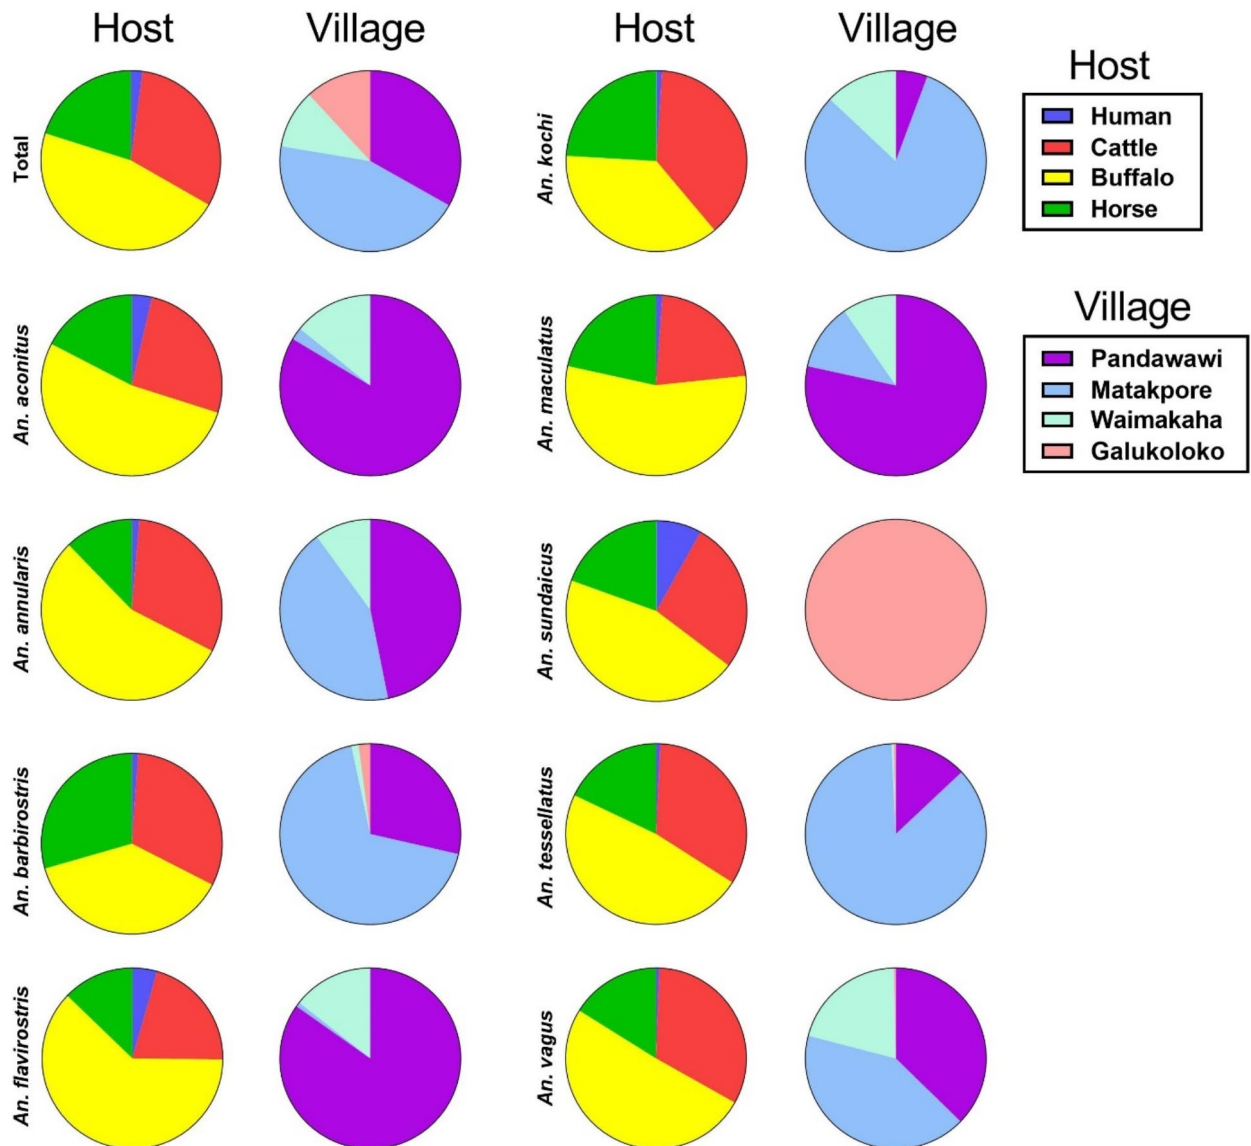 Host Village Host Village
Total
An. kochi
Host
Human
Cattle
Buffalo
Horse
An. aconitus
An. maculatus
Village
Pandawawi
Matakpore
Waimakaha
Galukoloko
An. annularis
An. sundaicus
An. barbirostris
An. tessellatus
An. flavirostris
An. vagus